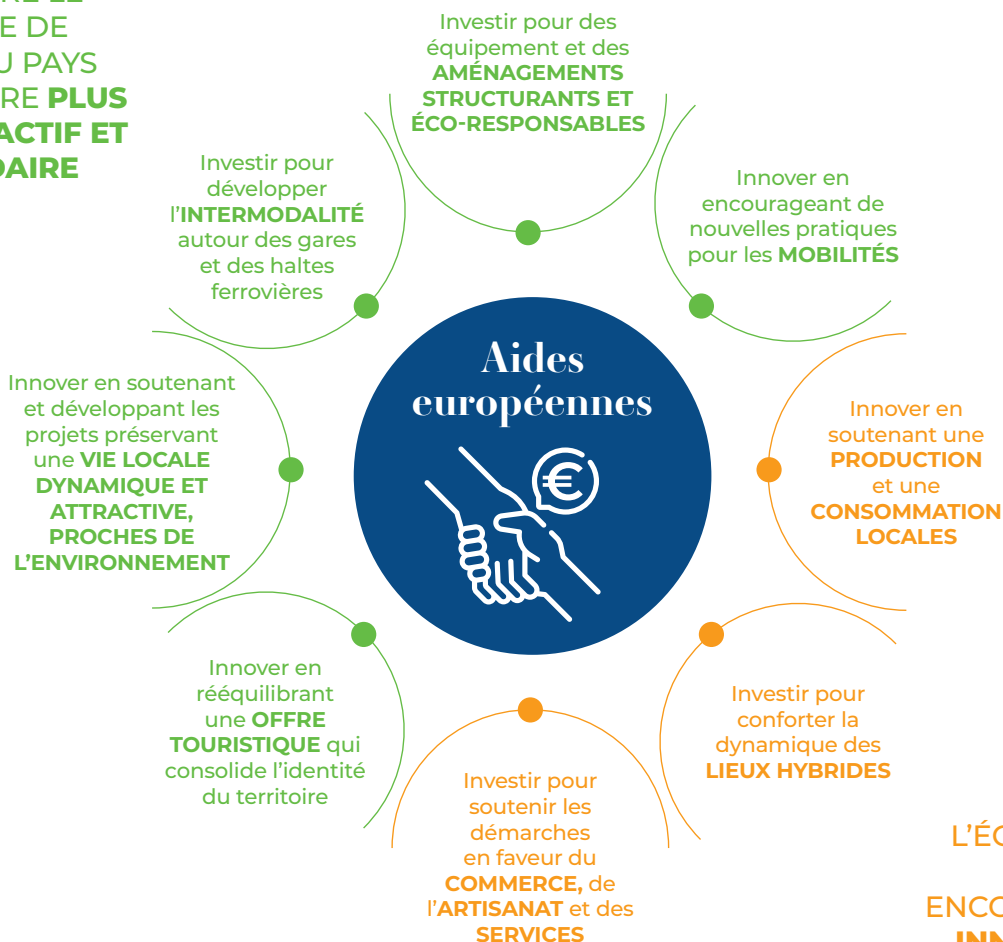 E DE
U PAYS
RE PLUS
ACTIF ET
DAIRE
Investir pour des
équipement et des
AMÉNAGEMENTS
STRUCTURANTS ET
ÉCO-RESPONSABLES
Investir pour
développer
l'INTERMODALITÉ
autour des gares
et des haltes
ferrovières
Innover en
encourageant de
nouvelles pratiques
pour les MOBILITÉS
Aides
européennes
€
Innover en soutenant
et développant les
projets préservant
une VIE LOCALE
DYNAMIQUE ET
ATTRACTIVE,
PROCHES DE
L'ENVIRONNEMENT
Innover en
soutenant une
PRODUCTION
et une
CONSOMMATION
LOCALES
Innover en
rééquilibrant
une OFFRE
TOURISTIQUE qui
consolide l'identité
du territoire
Investir pour
soutenir les
démarches
en faveur du
COMMERCE, de
l'ARTISANAT et des
SERVICES
Investir pour
conforter la
dynamique des
LIEUX HYBRIDES
L'ÉC
ENCO
INN